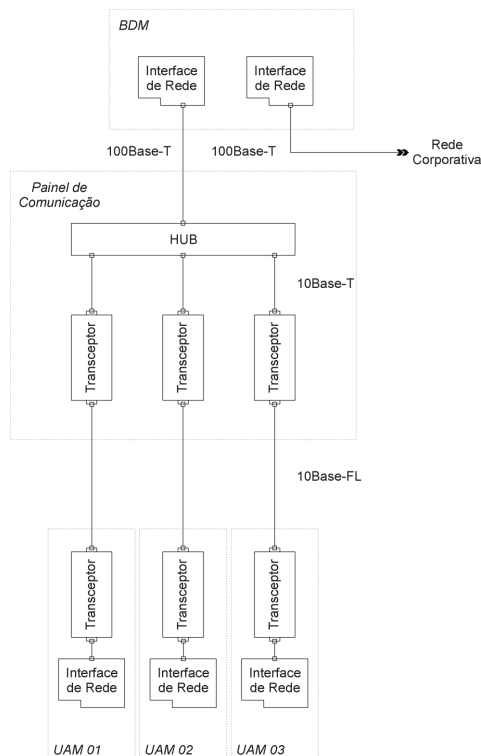 BDM
Interface
de Rede
Interface
de Rede
100Base-T
100Base-T
Rede
Corporativa
Painel de
Comunicação
HUB
10Base-T
Transceptor
Transceptor
Transceptor
10Base-FL
Transceptor
Transceptor
Transceptor
Interface
de Rede
Interface
de Rede
Interface
de Rede
UAM 01
UAM 02
UAM 03